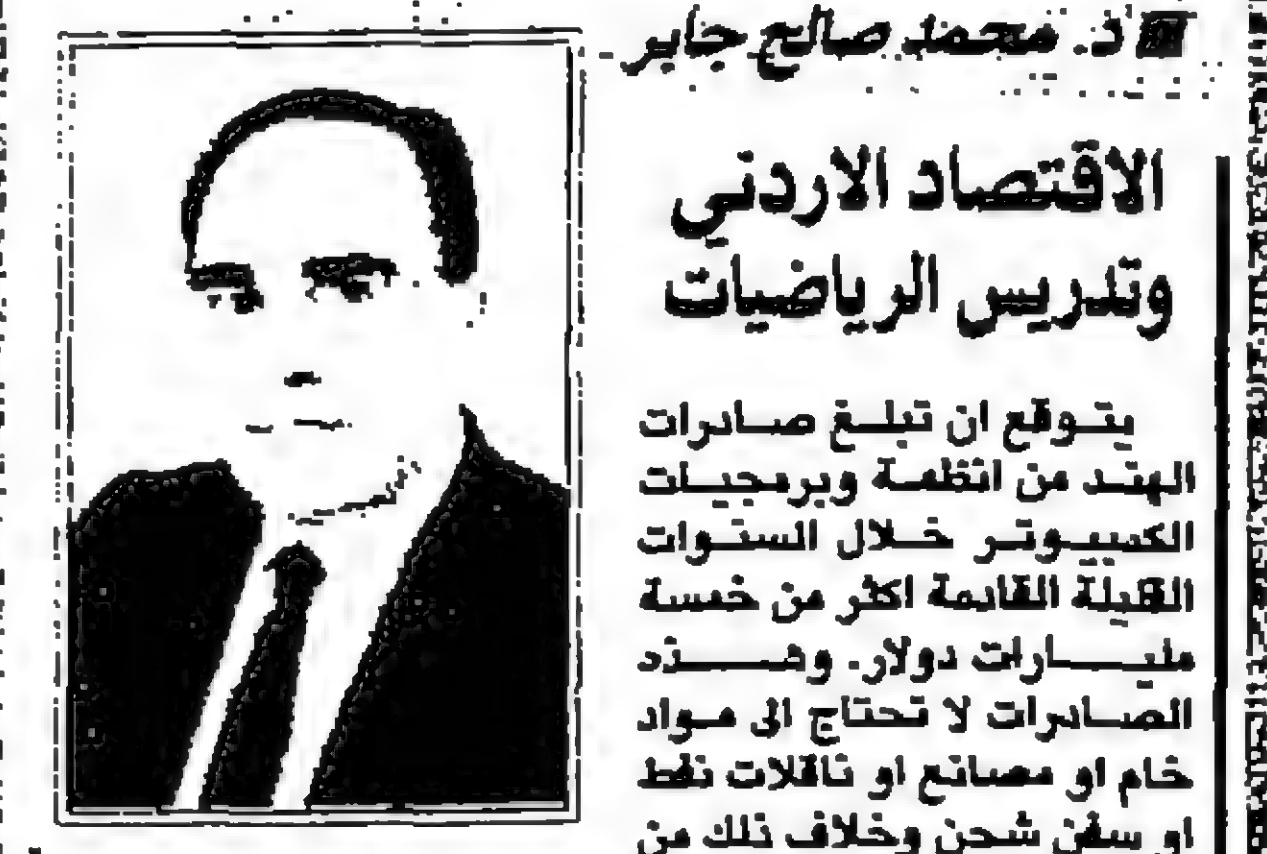 د. محمد صالح جابر
الاقتصاد الاردني
وتدريس الرياضيات
يتوقع ان تبلغ صادرات
الهند من انظمة وبرمجيات
الكمبيوتر خلال السنوات
القليلة القادمة اكثر من خمسة
مليارات دولار. وهذه
الصادرات لا تحتاج الى مواد
خام او مصانع او ناقلات نفط
او سفن شحن وخلاف ذلك من